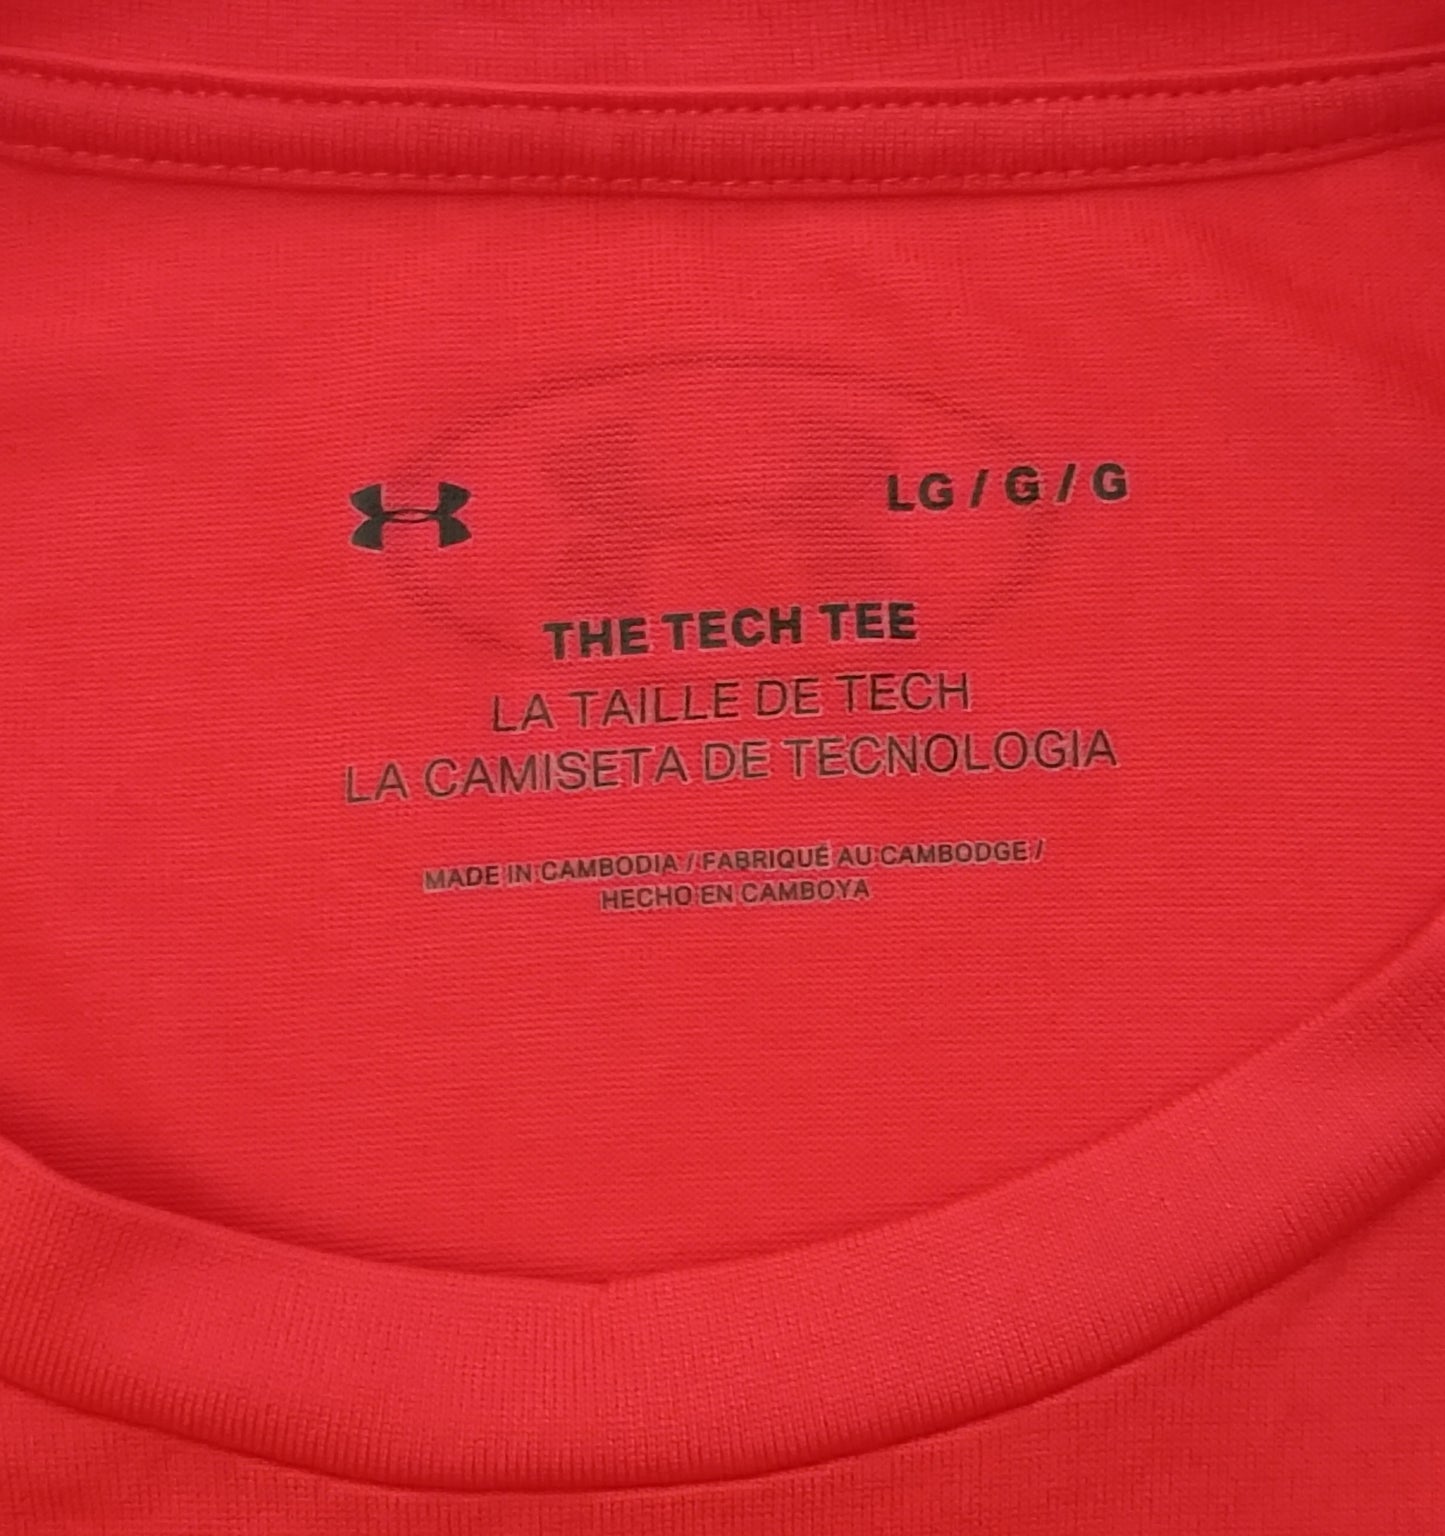 LG / G / G
THE TECH TEE
LA TAILLE DE TECH
LA CAMISETA DE TECNOLOGIA
MADE IN CAMBODIA / FABRIQUÉ AU CAMBODGE /
HECHO EN CAMBOYA